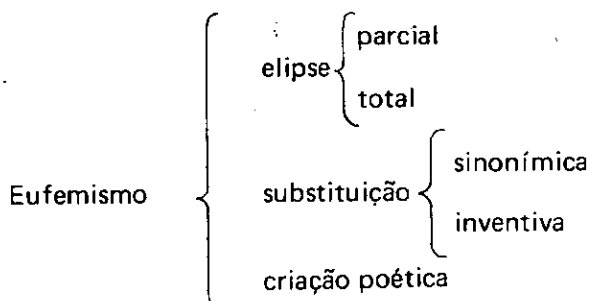 parcial
elipse
total
Eufemismo
substituição
sinonímica
inventiva
criação poética